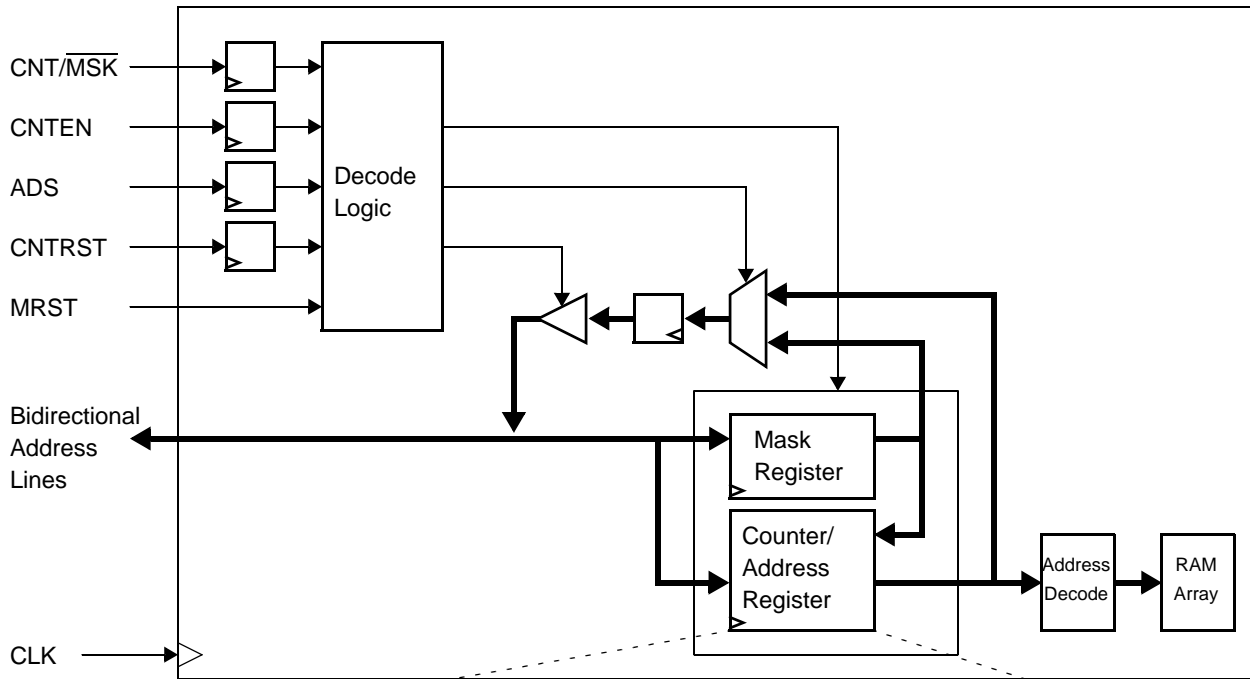 CNT/MSK
CNTEN
ADS
CNTRST
MRST
Decode
Logic
Bidirectional
Address
Lines
Mask
Register
Counter/
Address
Register
Address
Decode
RAM
Array
CLK